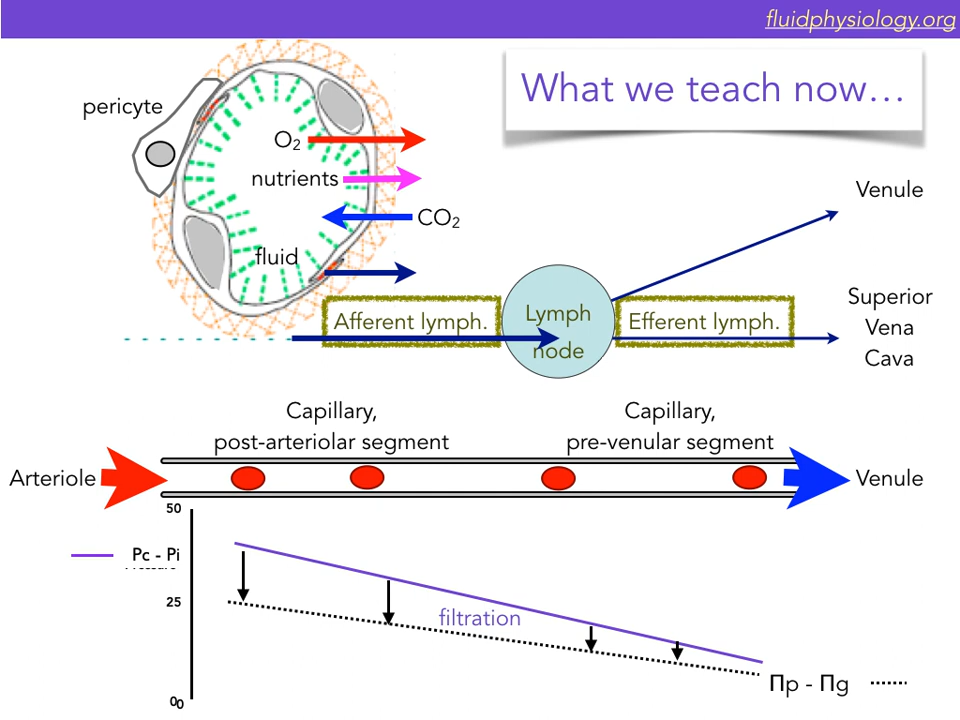 fluidphysiology.org
What we teach now…
pericyte
O2
nutrients
CO2
fluid
Venule
Afferent lymph.
Lymph
node
Efferent lymph.
Superior
Vena
Cava
Capillary,
post-arteriolar segment
Capillary,
pre-venular segment
Arteriole
Venule
50
Pc - Pi
25
filtration
Πp - Πg